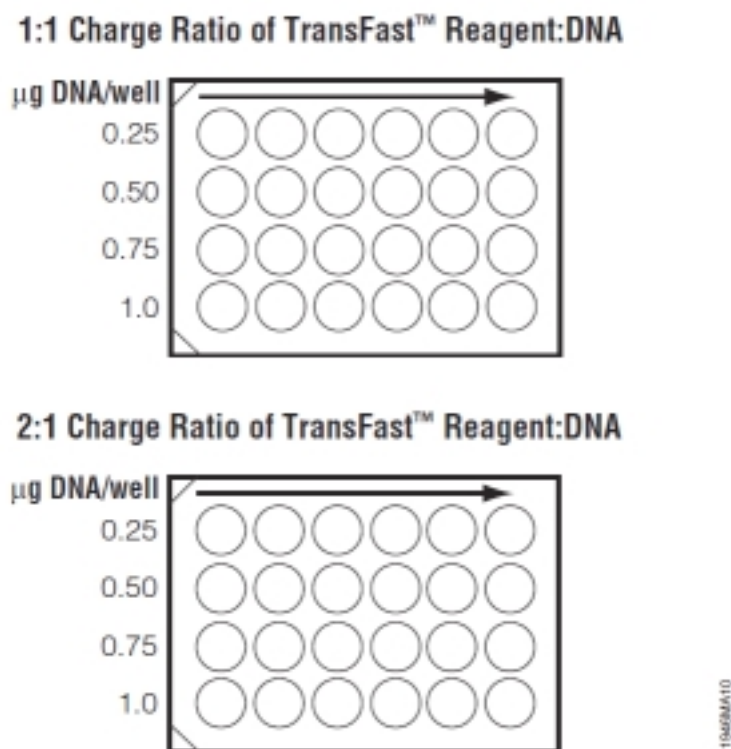 1:1 Charge Ratio of TransFast™ Reagent:DNA
µg DNA/well
0.25
0.50
0.75
1.0
2:1 Charge Ratio of TransFast™ Reagent:DNA
µg DNA/well
0.25
0.50
0.75
1.0
1946MA10